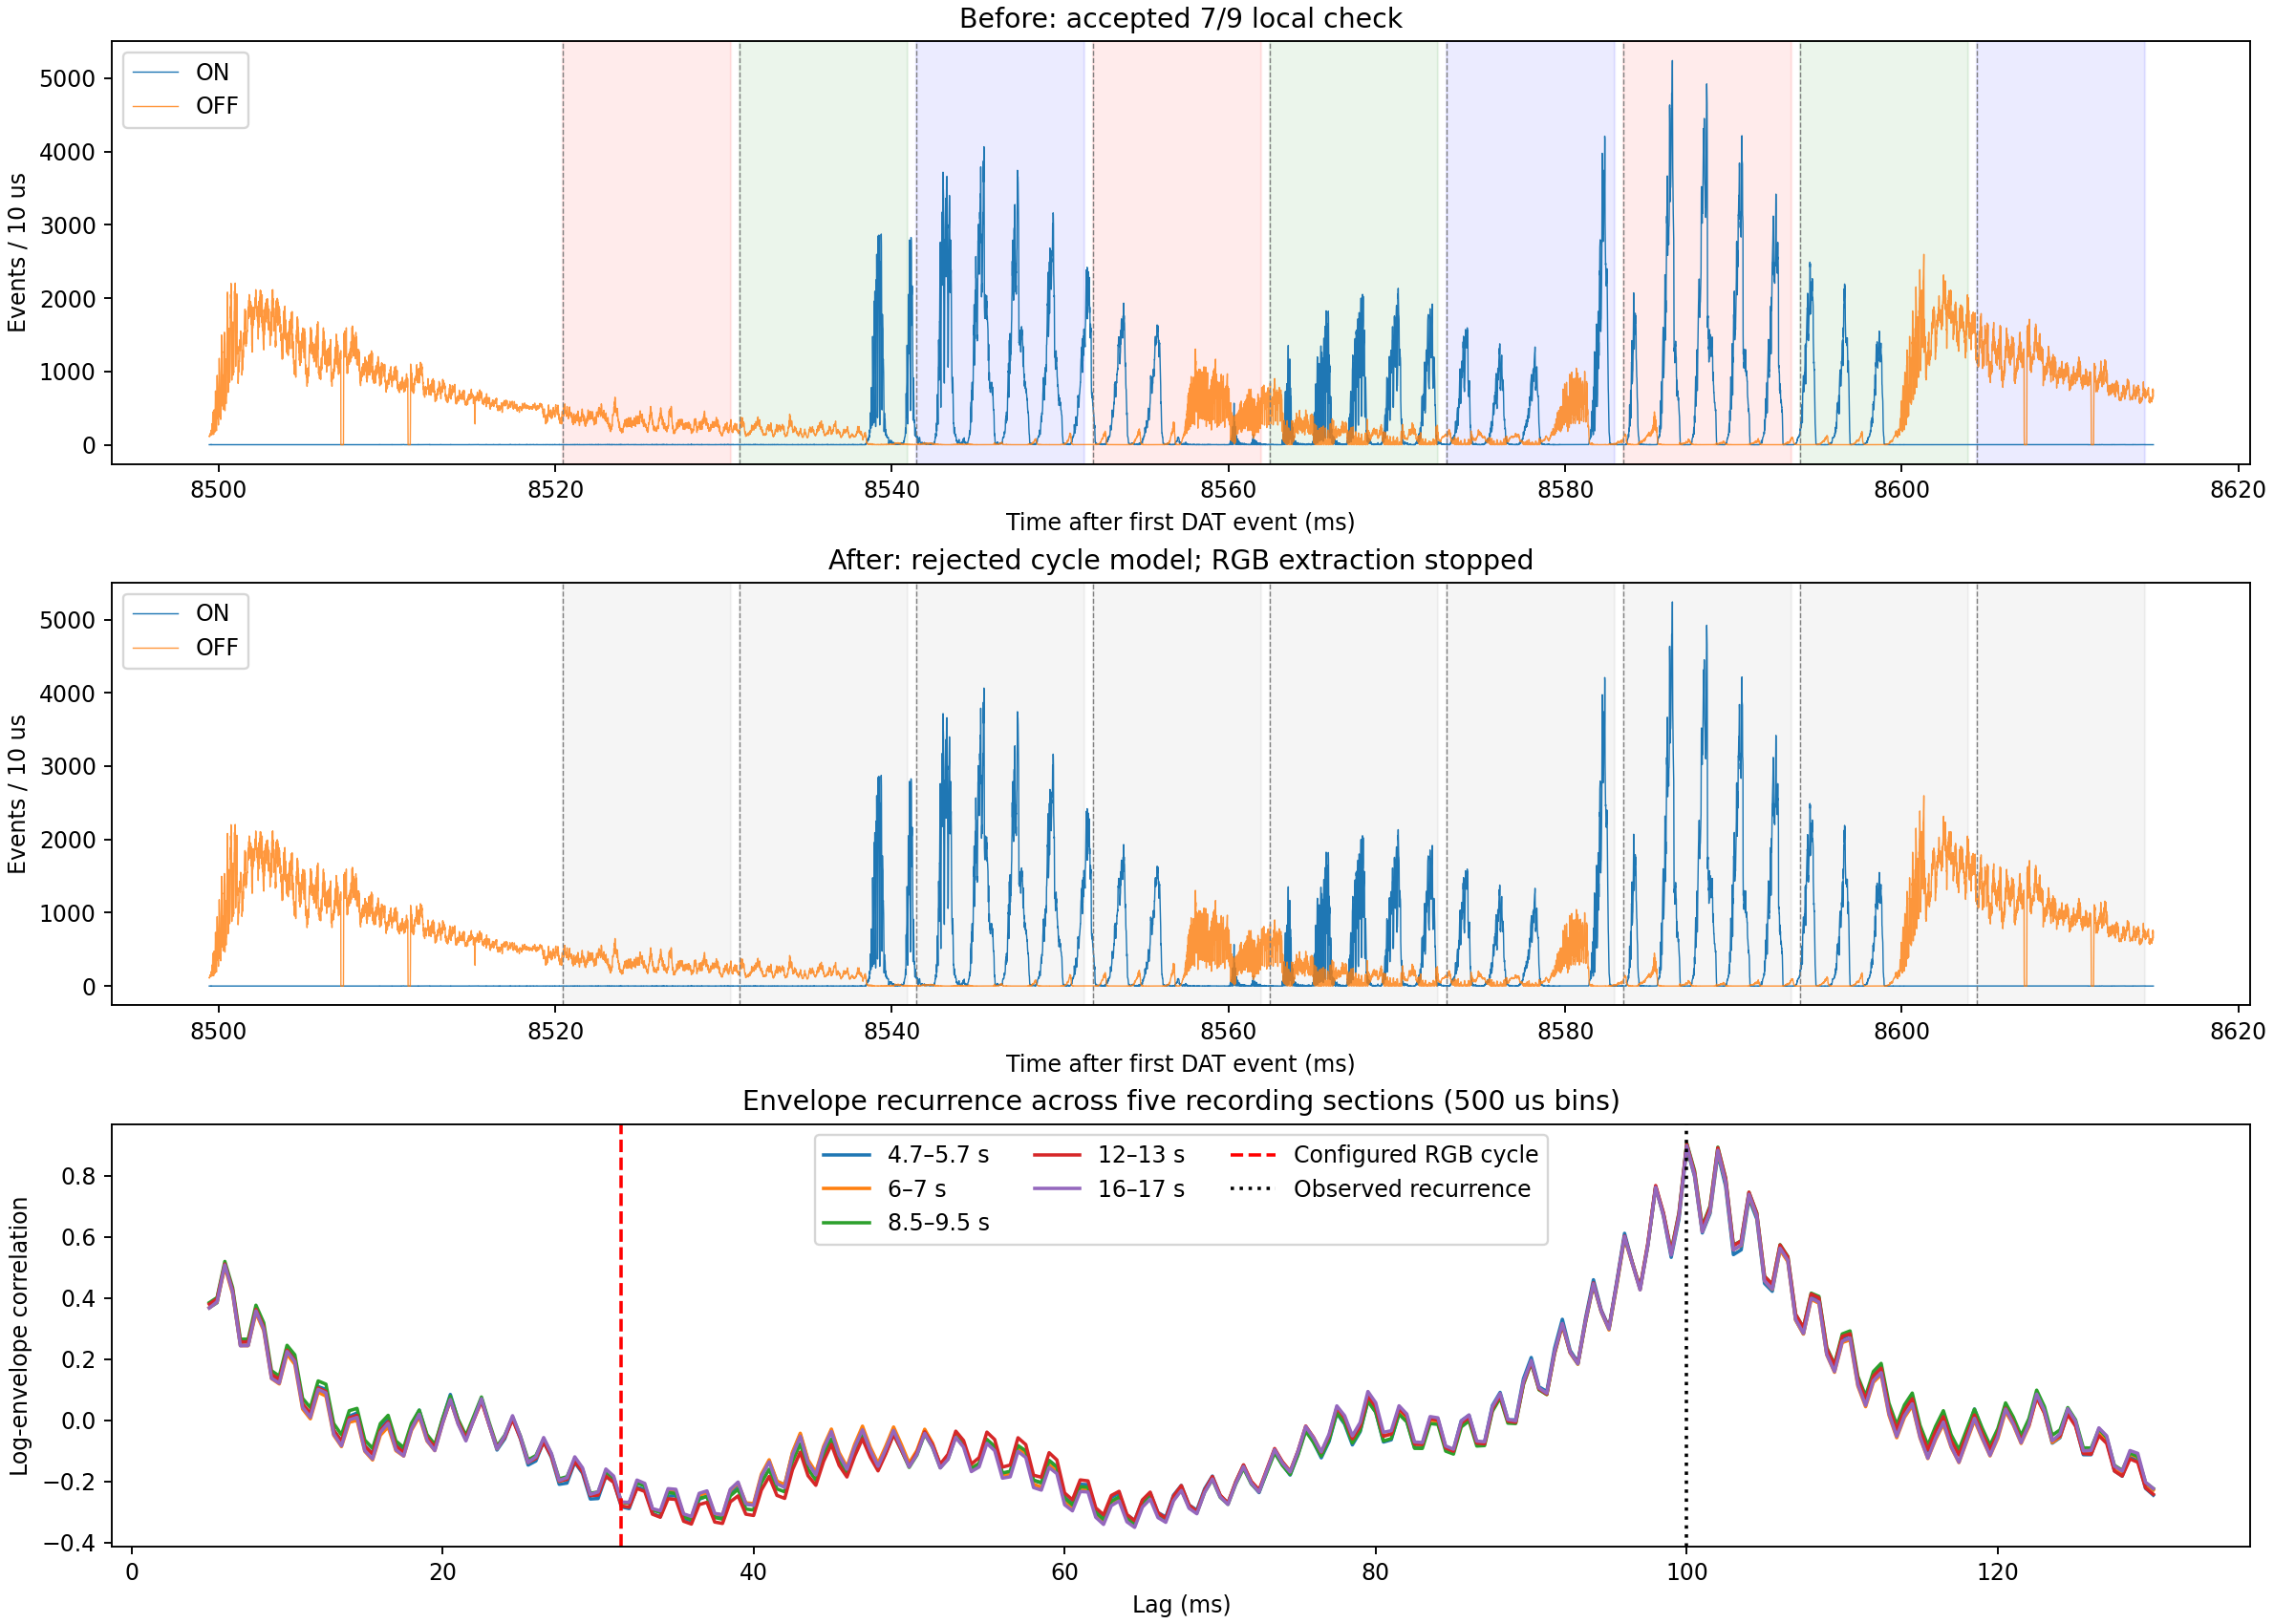 Before: accepted 7/9 local check
Events / 10 us
5000
4000
3000
2000
1000
0
ON
OFF
8500 8520 8540 8560 8580 8600 8620
Time after first DAT event (ms)
After: rejected cycle model; RGB extraction stopped
Events / 10 us
5000
4000
3000
2000
1000
0
ON
OFF
8500 8520 8540 8560 8580 8600 8620
Time after first DAT event (ms)
Envelope recurrence across five recording sections (500 us bins)
Log-envelope correlation
0.8
0.6
0.4
0.2
0.0
−0.2
−0.4
4.7–5.7 s 12–13 s Configured RGB cycle
6–7 s 16–17 s Observed recurrence
8.5–9.5 s
0 20 40 60 80 100 120
Lag (ms)